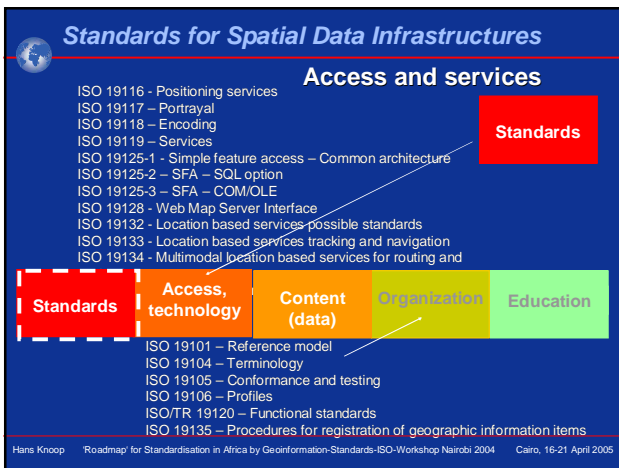 Standards for Spatial Data Infrastructures
Access and services
ISO 19116 - Positioning services
ISO 19117 – Portrayal
ISO 19118 – Encoding
ISO 19119 – Services
ISO 19125-1 - Simple feature access – Common architecture
ISO 19125-2 – SFA – SQL option
ISO 19125-3 – SFA – COM/OLE
ISO 19128 - Web Map Server Interface
ISO 19132 - Location based services possible standards
ISO 19133 - Location based services tracking and navigation
ISO 19134 - Multimodal location based services for routing and
Standards
Standards
Access,
technology
Content
(data)
Organization
Education
ISO 19101 – Reference model
ISO 19104 – Terminology
ISO 19105 – Conformance and testing
ISO 19106 – Profiles
ISO/TR 19120 – Functional standards
ISO 19135 – Procedures for registration of geographic information items
Hans Knoop 'Roadmap' for Standardisation in Africa by Geoinformation-Standards-ISO-Workshop Nairobi 2004 Cairo, 16-21 April 2005